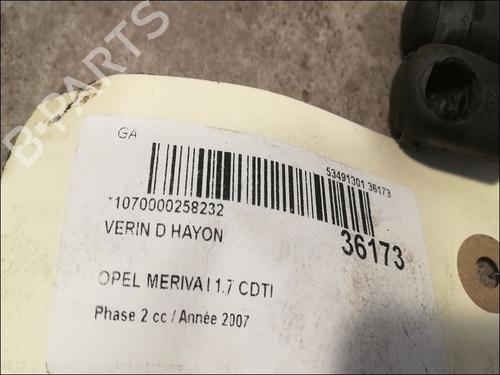 B-PARTS
GA
53491301 36173
*1070000258232
VERIN D HAYON
36173
OPEL MERIVA I 1.7 CDTI
Phase 2 cc / Année 2007